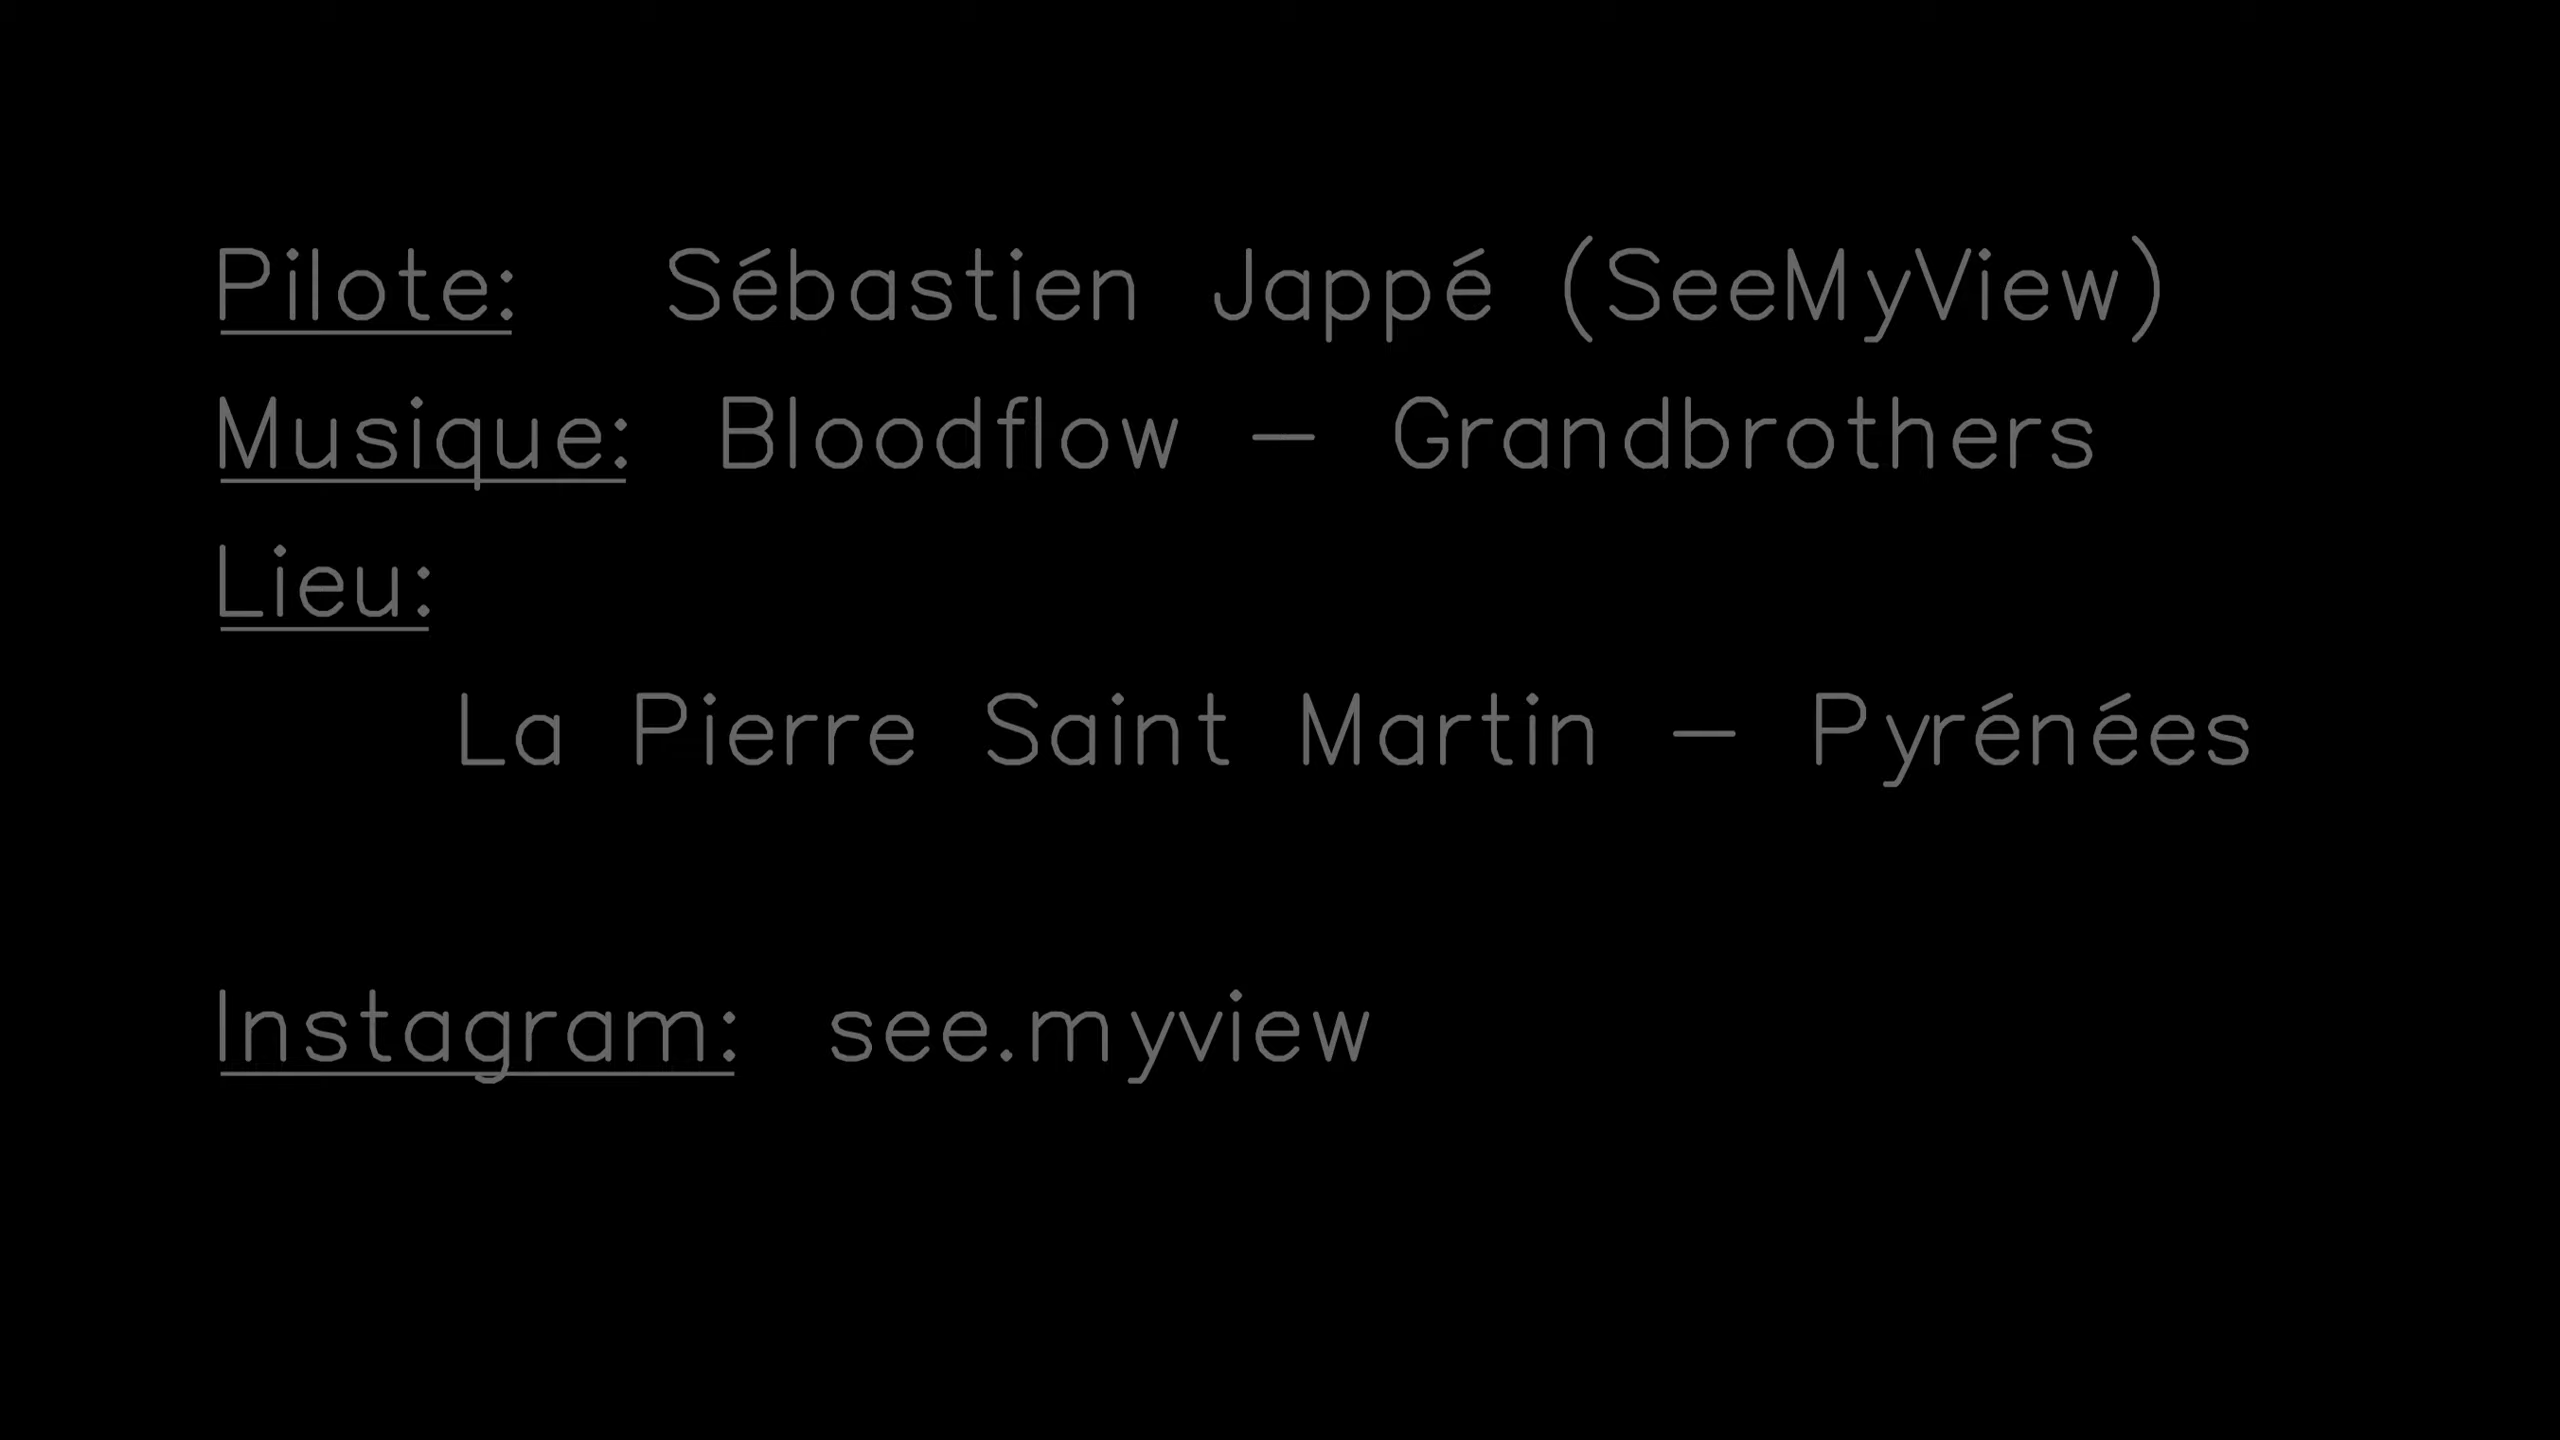 Pilote: Sébastien Jappé (SeeMyView)
Musique: Bloodflow - Grandbrothers
Lieu:
La Pierre Saint Martin - Pyrénées
Instagram: see.myview